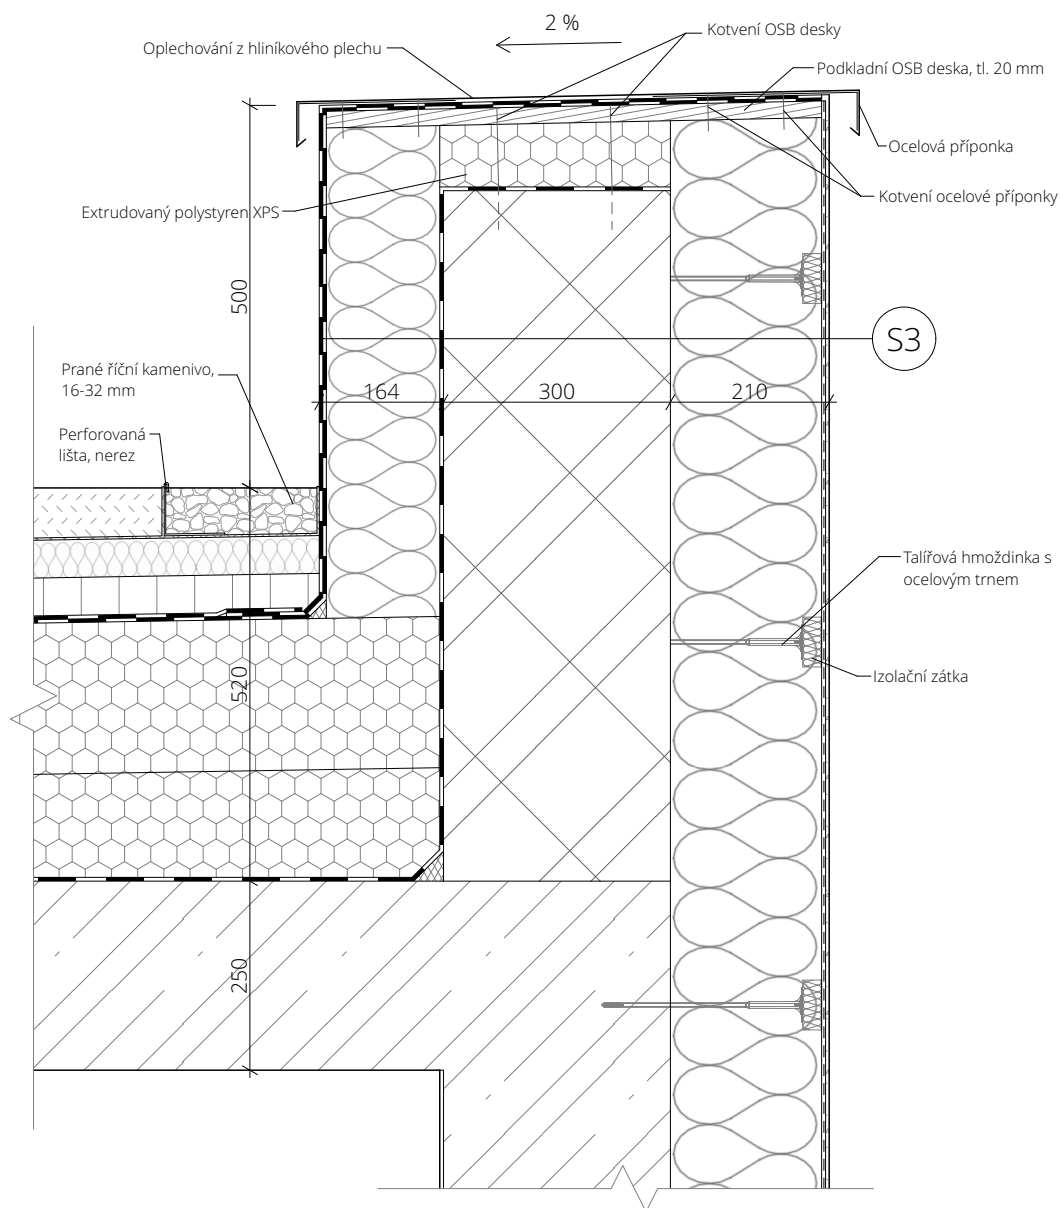 2 %
Kotvení OSB desky
Oplechování z hliníkového plechu
Podkladní OSB deska, tl. 20 mm
Ocelová příponka
Kotvení ocelové příponky
Extrudovaný polystyren XPS
500
S3
Prané říční kamenivo,
16-32 mm
164
300
210
Perforovaná
lišta, nerez
Talířová hmoždinka s
ocelovým trnem
Izolační zátka
520
250